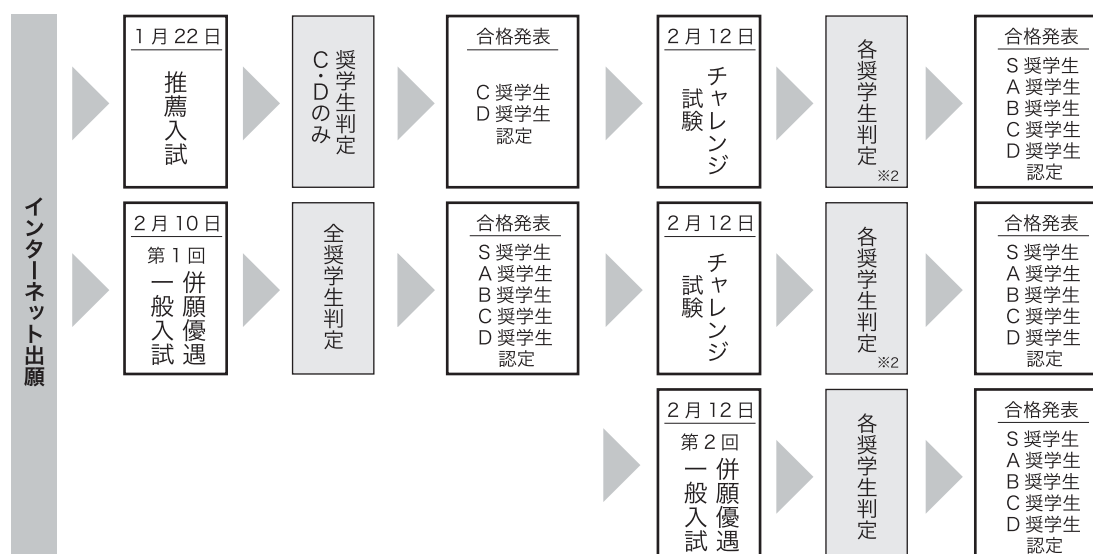 インターネット出願
1月22日
推薦入試
奨学生判定
C・Dのみ
合格発表
C奨学生
D奨学生
認定
2月12日
チャレンジ
試験
各奨学生判定
※2
合格発表
S奨学生
A奨学生
B奨学生
C奨学生
D奨学生
認定
2月10日
第1回
併願優遇
一般入試
全奨学生判定
合格発表
S奨学生
A奨学生
B奨学生
C奨学生
D奨学生
認定
2月12日
チャレンジ
試験
各奨学生判定
※2
合格発表
S奨学生
A奨学生
B奨学生
C奨学生
D奨学生
認定
2月12日
第2回
併願優遇
一般入試
各奨学生判定
合格発表
S奨学生
A奨学生
B奨学生
C奨学生
D奨学生
認定